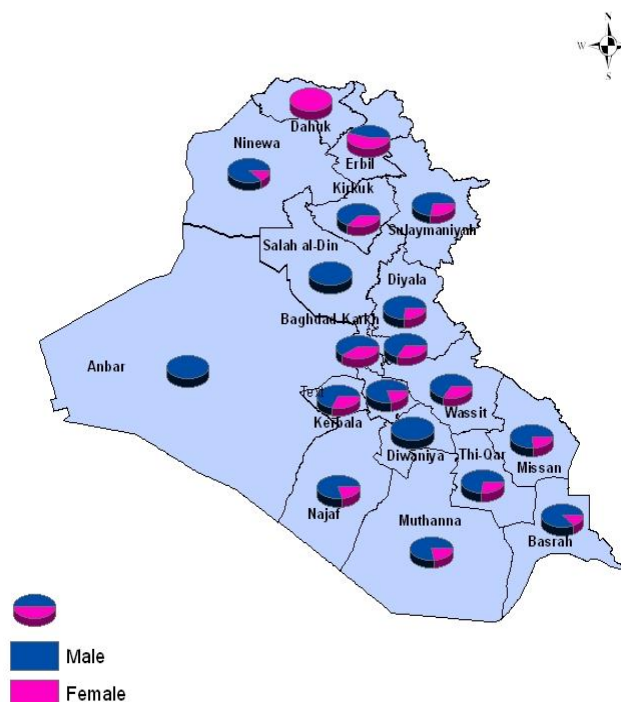 N
W
S
Dahuk
Ninewa
Erbil
Kirkuk
Sulaymaniyah
Salah al-Din
Diyala
Baghdad-Karkh
Anbar
Wassit
Kerbala
Diwaniya
Thi-Qar
Missan
Najaf
Muthanna
Basrah
Male
Female